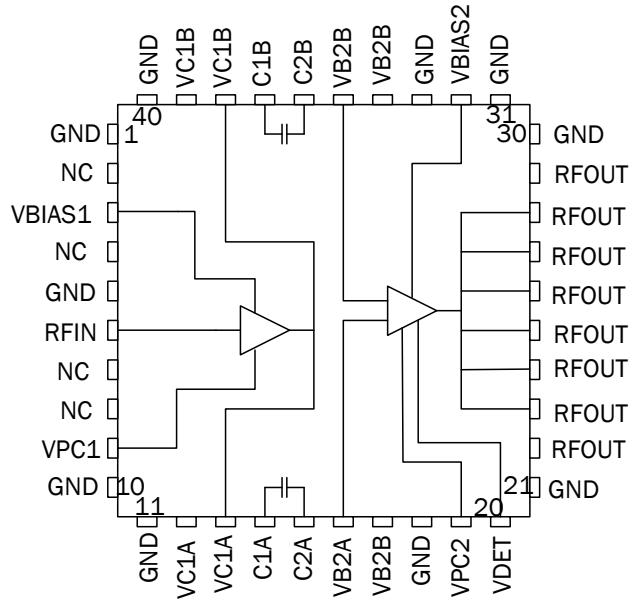 GND
VC1B
VC1B
C1B
C2B
VB2B
VB2B
GND
VBIAS2
GND
40
31
GND 1
30 GND
NC
RFOUT
VBIAS1
RFOUT
NC
RFOUT
GND
RFOUT
RFIN
RFOUT
NC
RFOUT
NC
RFOUT
VPC1
RFOUT
GND 10
21 GND
11
20
GND
VC1A
VC1A
C1A
C2A
VB2A
VB2B
GND
VPC2
VDET